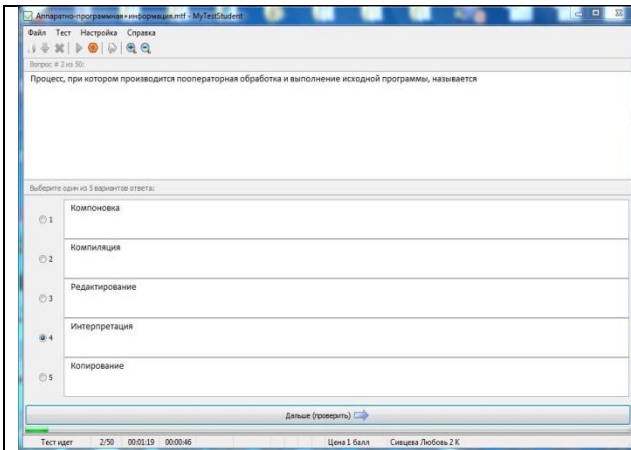 Аппаратно-программная+информация.mtf - MyTestStudent
Файл Тест Настройка Справка
Вопрос # 2 из 50:
Процесс, при котором производится пооператорная обработка и выполнение исходной программы, называется
Выберите один из 5 вариантов ответа:
1 Компоновка
2 Компиляция
3 Редактирование
4 Интерпретация
5 Копирование
Дальше (проверить)
Тест идет 2/50 00:01:19 00:00:46 Цена 1 балл Сивцева Любовь 2 К